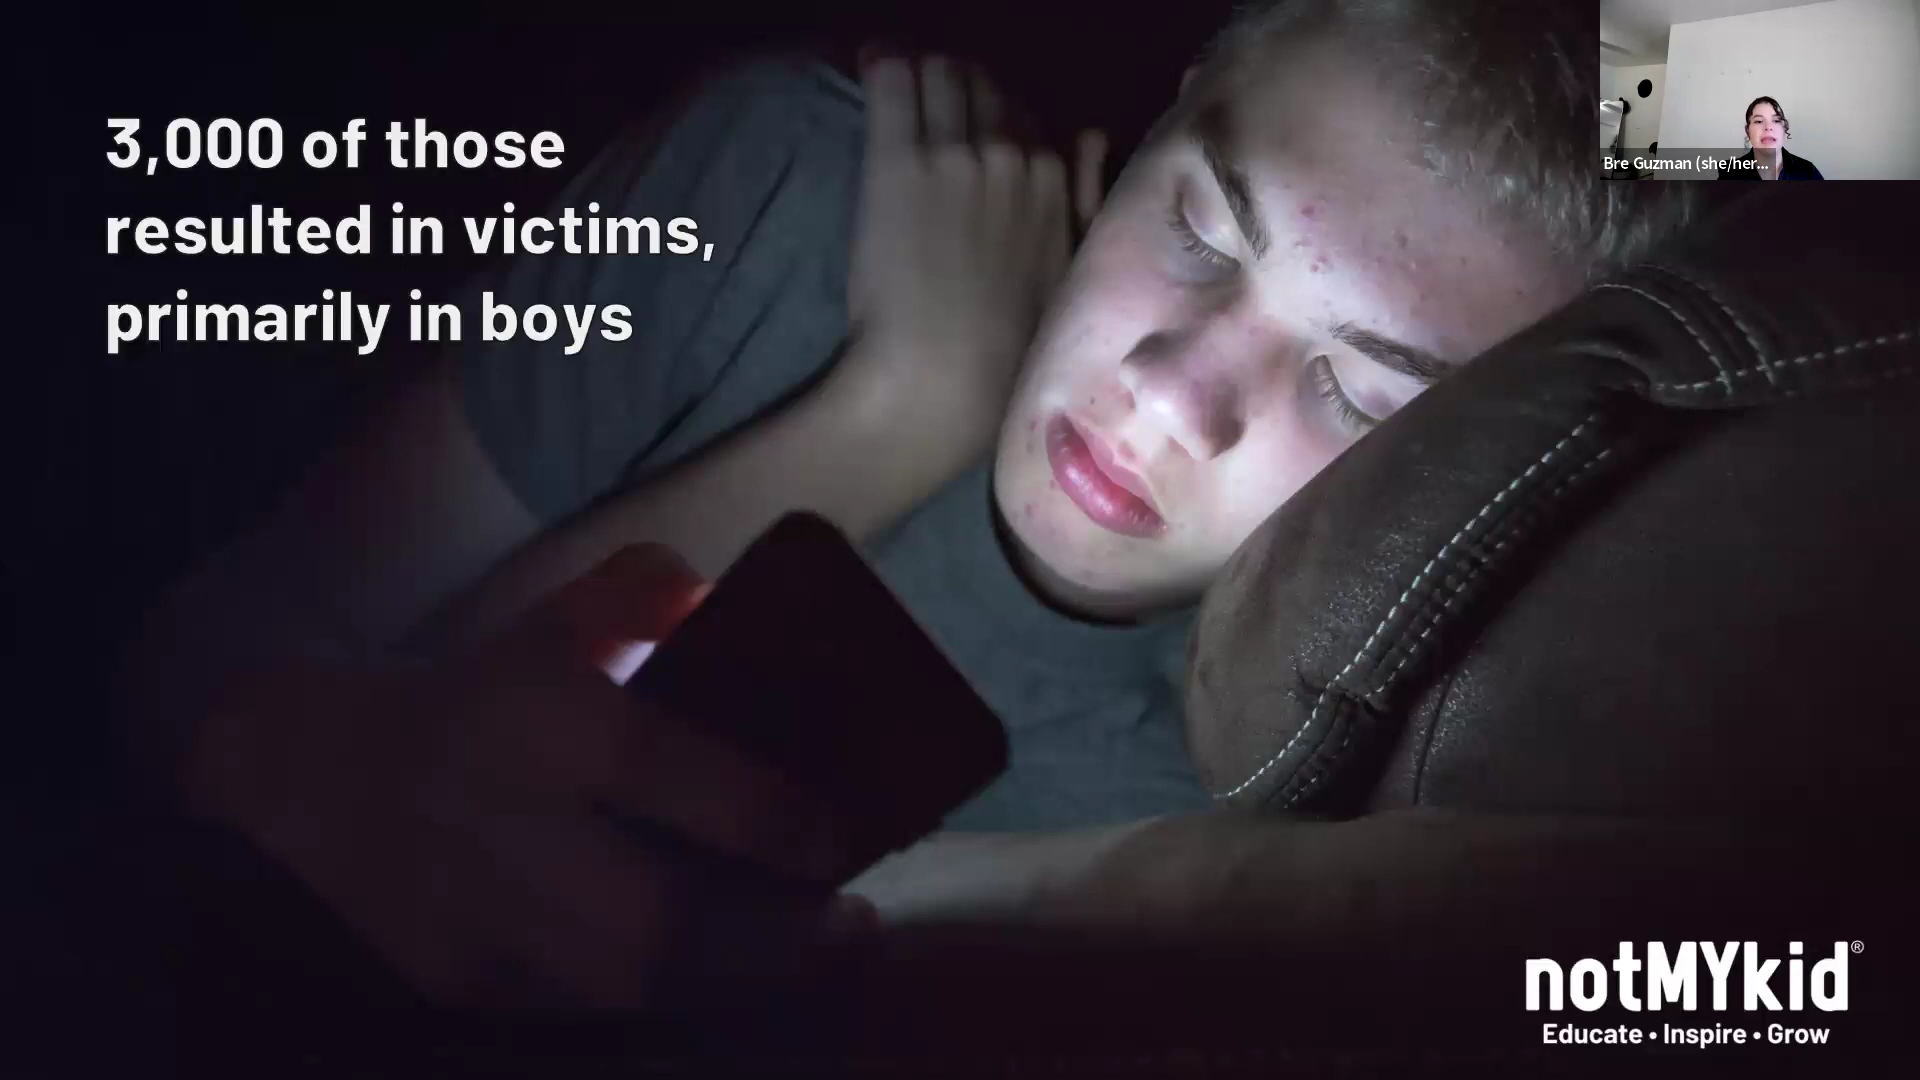 3,000 of those
resulted in victims,
primarily in boys
Bre Guzman (she/her...
notMYkid®
Educate • Inspire • Grow